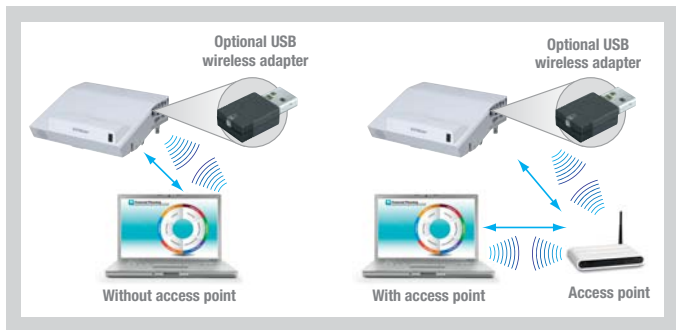 Optional USB
wireless adapter
Without access point
Optional USB
wireless adapter
With access point
Access point